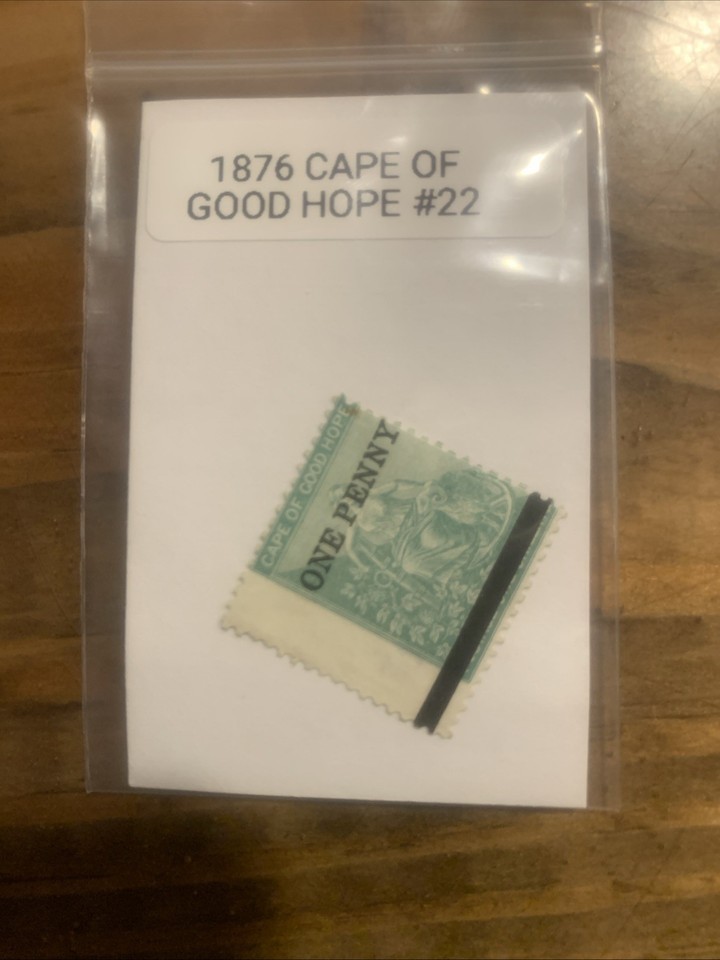 1876 CAPE OF
GOOD HOPE #22
CAPE OF GOOD HOPE
ONE PENNY